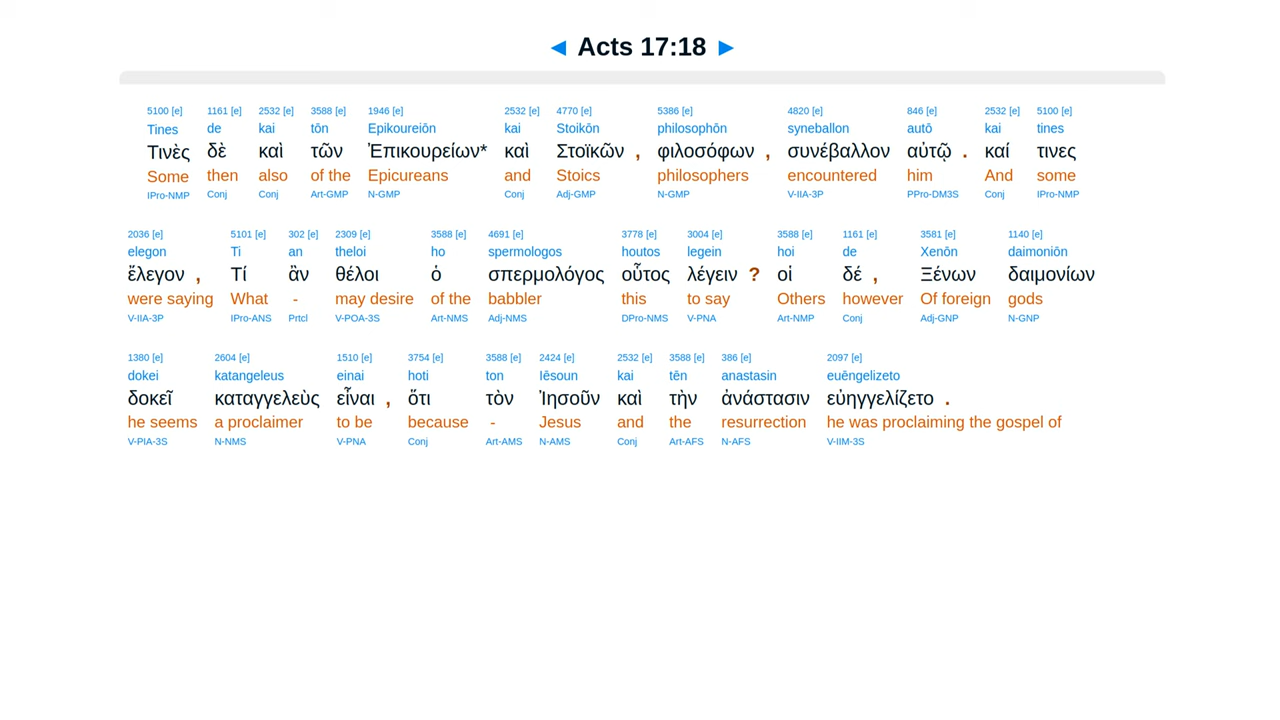 ◄ Acts 17:18 ►
5100 [e] 1161 [e] 2532 [e] 3588 [e] 1946 [e] 2532 [e] 4770 [e] 5386 [e] 4820 [e] 846 [e] 2532 [e] 5100 [e]
Tines de kai tōn Epikoureiōn kai Stoikōn philosophōn syneballon autō kai tines
Τινὲς δὲ καὶ τῶν Ἐπικουρείων* καὶ Στοϊκῶν , φιλοσόφων , συνέβαλλον αὐτῷ . καί τινες
Some then also of the Epicureans and Stoics philosophers encountered him And some
IPro-NMP Conj Conj Art-GMP N-GMP Conj Adj-GMP N-GMP V-IIA-3P PPro-DM3S Conj IPro-NMP
2036 [e] 5101 [e] 302 [e] 2309 [e] 3588 [e] 4691 [e] 3778 [e] 3004 [e] 3588 [e] 1161 [e] 3581 [e] 1140 [e]
elegon Ti an theloi ho spermologos houtos legein hoi de Xenōn daimoniōn
ἔλεγον , Τί ἂν θέλοι ὁ σπερμολόγος οὗτος λέγειν ? οἱ δέ , Ξένων δαιμονίων
were saying What - may desire of the babbler this to say Others however Of foreign gods
V-IIA-3P IPro-ANS Prtcl V-POA-3S Art-NMS Adj-NMS DPro-NMS V-PNA Art-NMP Conj Adj-GNP N-GNP
1380 [e] 2604 [e] 1510 [e] 3754 [e] 3588 [e] 2424 [e] 2532 [e] 3588 [e] 386 [e] 2097 [e]
dokei katangeleus einai hoti ton Iēsoun kai tēn anastasin euēngelizeto
δοκεῖ καταγγελεὺς εἶναι , ὅτι τὸν Ἰησοῦν καὶ τὴν ἀνάστασιν εὐηγγελίζετο .
he seems a proclaimer to be because - Jesus and the resurrection he was proclaiming the gospel of
V-PIA-3S N-NMS V-PNA Conj Art-AMS N-AMS Conj Art-AFS N-AFS V-IIM-3S